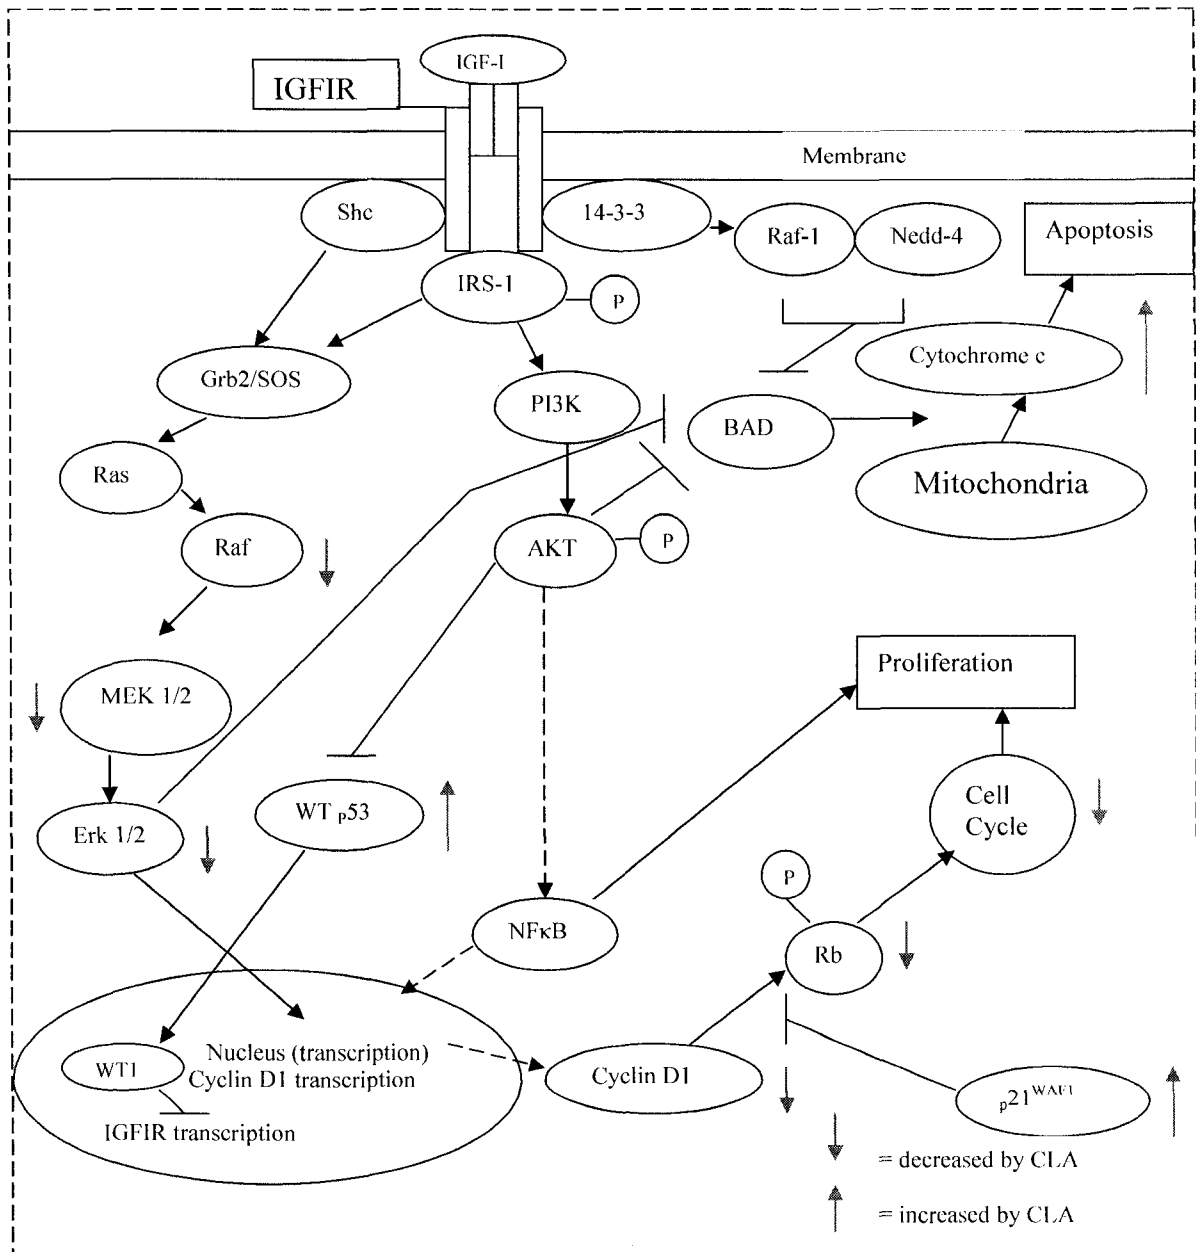 IGF-I
IGFIR
Membrane
Shc
14-3-3
Raf-1
Nedd-4
Apoptosis
IRS-1
P
Cytochrome c
Grb2/SOS
PI3K
BAD
Ras
Mitochondria
Raf
AKT
P
Proliferation
MEK 1/2
Cell
Cycle
WT p53
Erk 1/2
P
NFκB
Rb
Nucleus (transcription)
WT1
Cyclin D1 transcription
Cyclin D1
p21WAF1
IGFIR transcription
= decreased by CLA
= increased by CLA